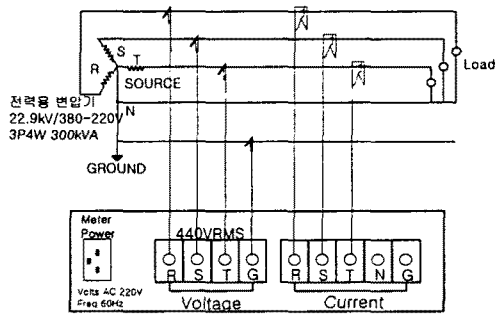 S
R
T
SOURCE
Load
전력용 변압기
22.9kV/380-220V
3P4W 300kVA
N
GROUND
Meter
Power
440VRMS
R S T G
R S T N G
Volts AC 220V
Freq 60Hz
Voltage
Current